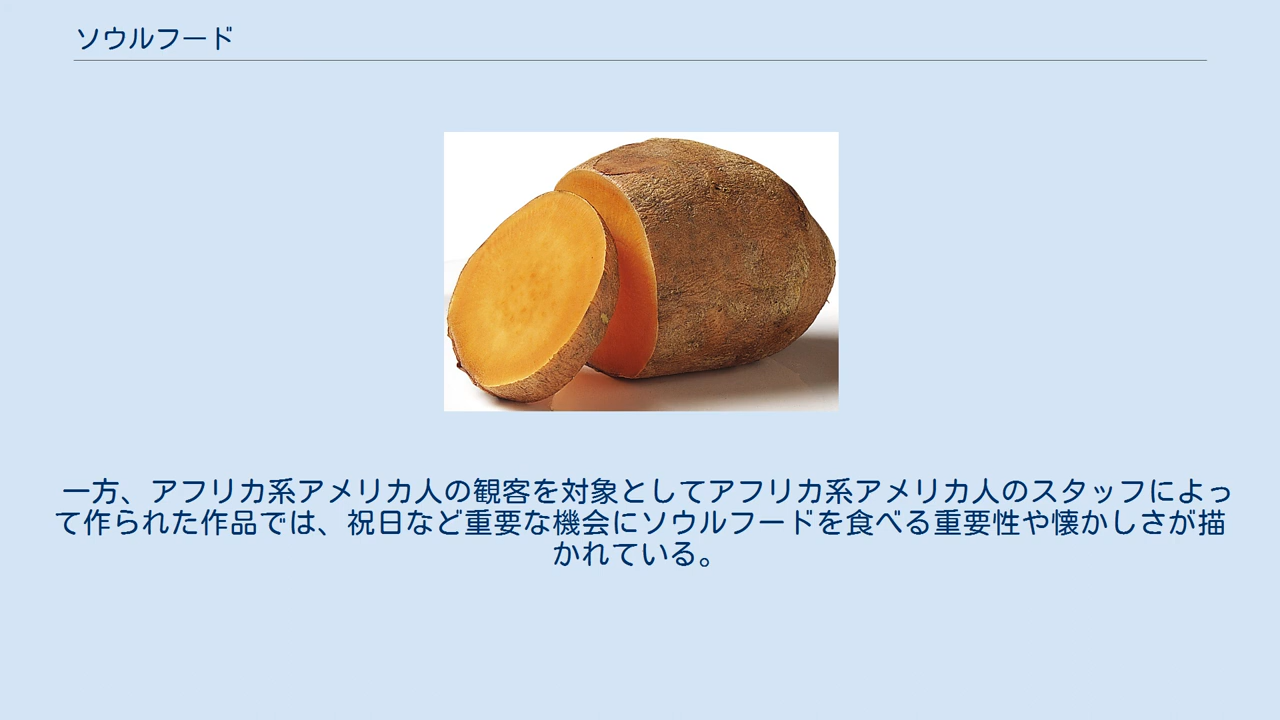 ソウルフード
一方、アフリカ系アメリカ人の観客を対象としてアフリカ系アメリカ人のスタッフによっ
て作られた作品では、祝日など重要な機会にソウルフードを食べる重要性や懐かしさが描
かれている。